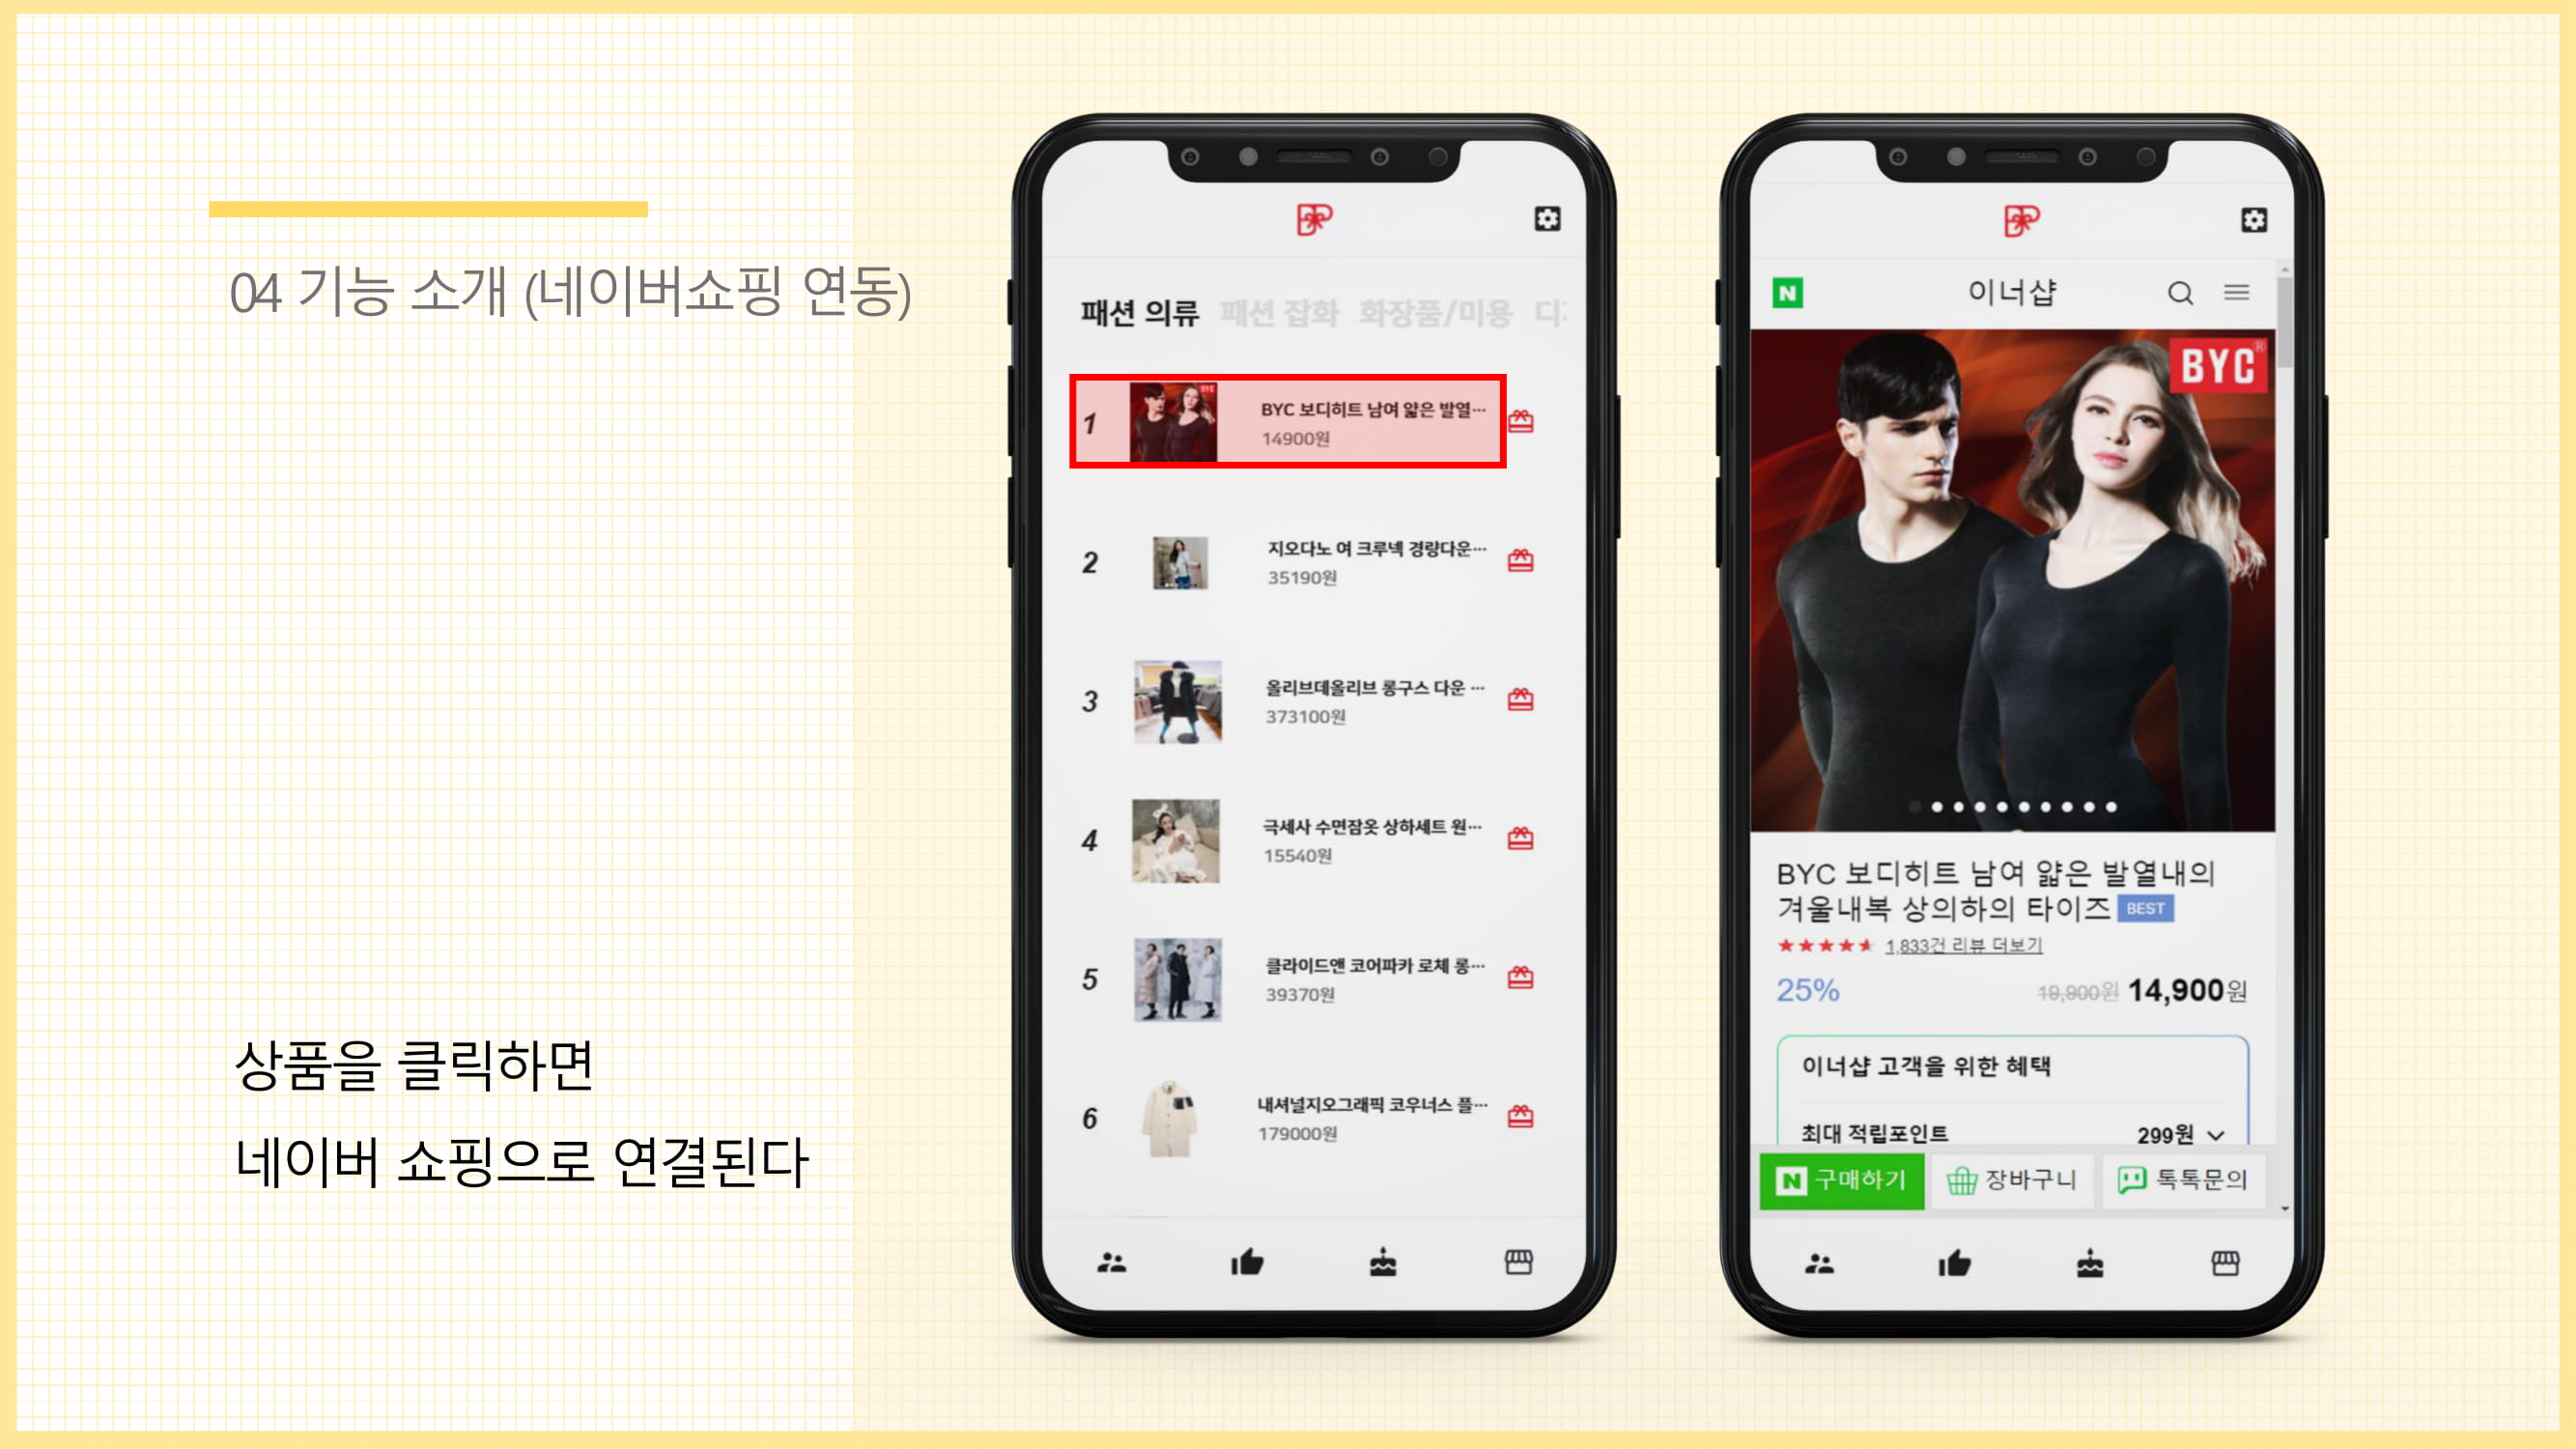 04 기능 소개 (네이버쇼핑 연동)
상품을 클릭하면
네이버 쇼핑으로 연결된다
패션 의류 패션 잡화 화장품/미용
1
BYC 보디히트 남여 얇은 발열…
14900원
2
지오다노 여 크루넥 경량다운…
35190원
3
올리브데올리브 롱구스 다운 …
373100원
4
극세사 수면잠옷 상하세트 원…
15540원
5
클라이드앤 코어파카 로체 롱…
39370원
6
내셔널지오그래픽 코우너스 플…
179000원
N 이너샵
BYC®
BYC 보디히트 남여 얇은 발열내의
겨울내복 상의하의 타이즈 BEST
1,833건 리뷰 더보기
25% 19,900원 14,900원
이너샵 고객을 위한 혜택
최대 적립포인트 299원
N 구매하기 장바구니 톡톡문의